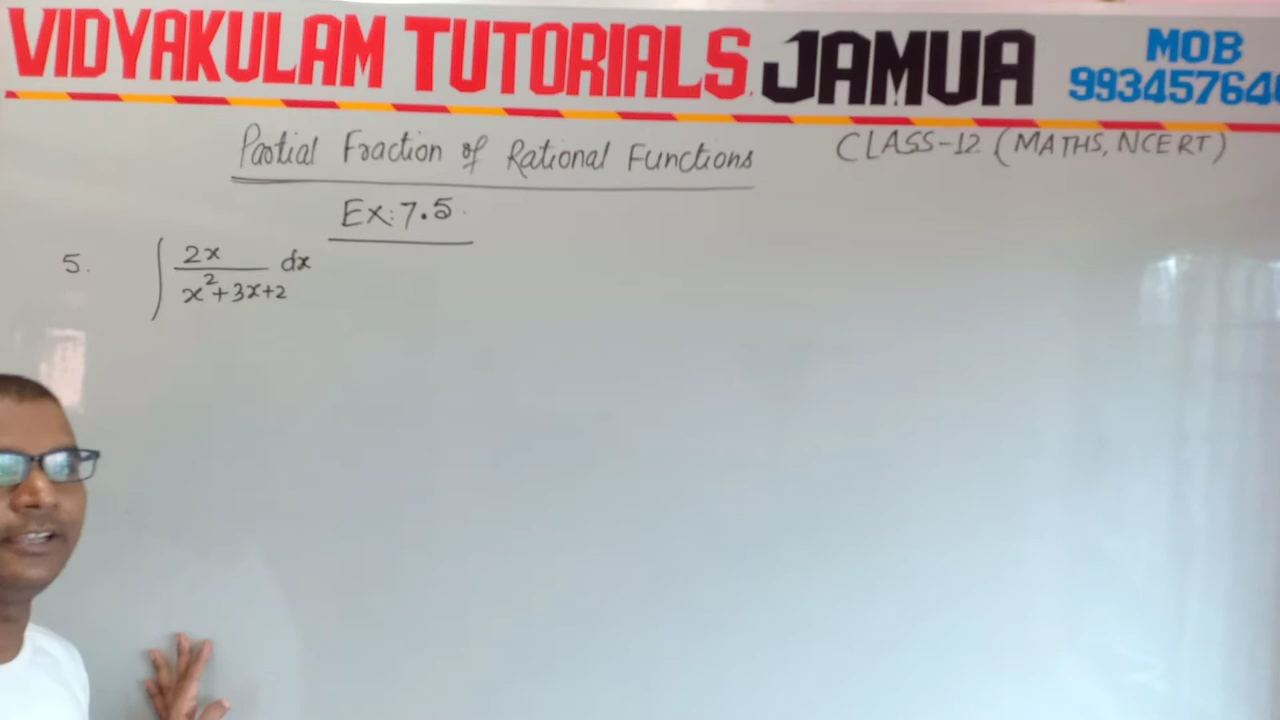 VIDYAKULAM TUTORIALS JAMUA
MOB
Partial Fraction of Rational Functions
CLASS-12 (MATHS, NCERT)
Ex: 7.5
5. ∫ 2x / (x²+3x+2) dx